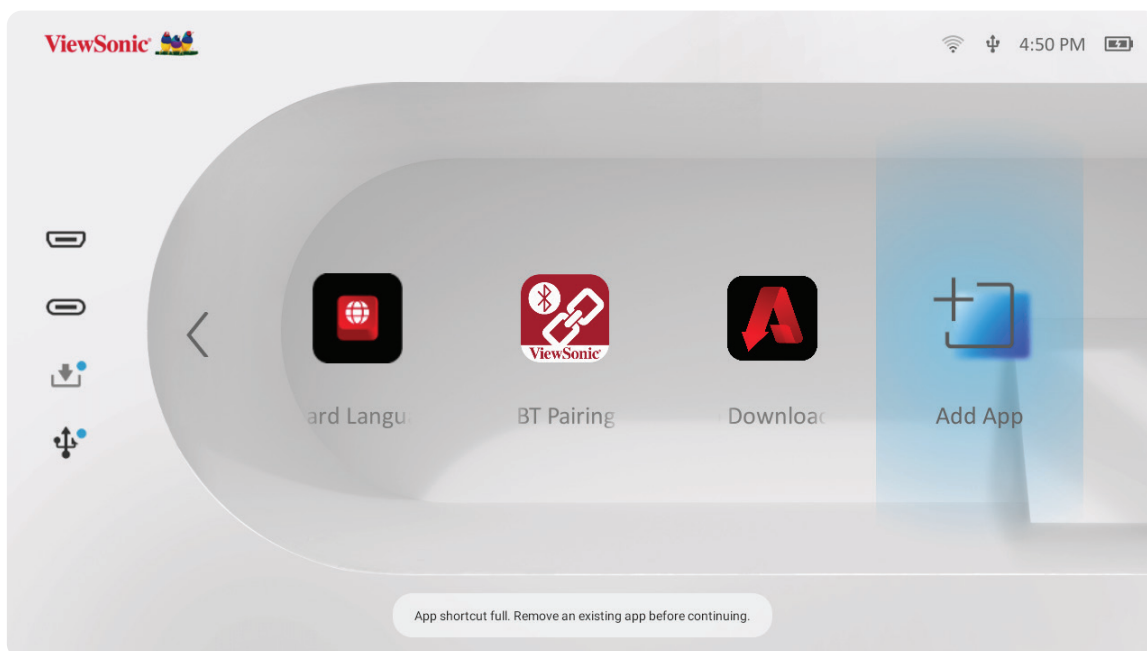 ViewSonic
4:50 PM
ViewSonic
ard Langu
BT Pairing
Downloa
Add App
App shortcut full. Remove an existing app before continuing.